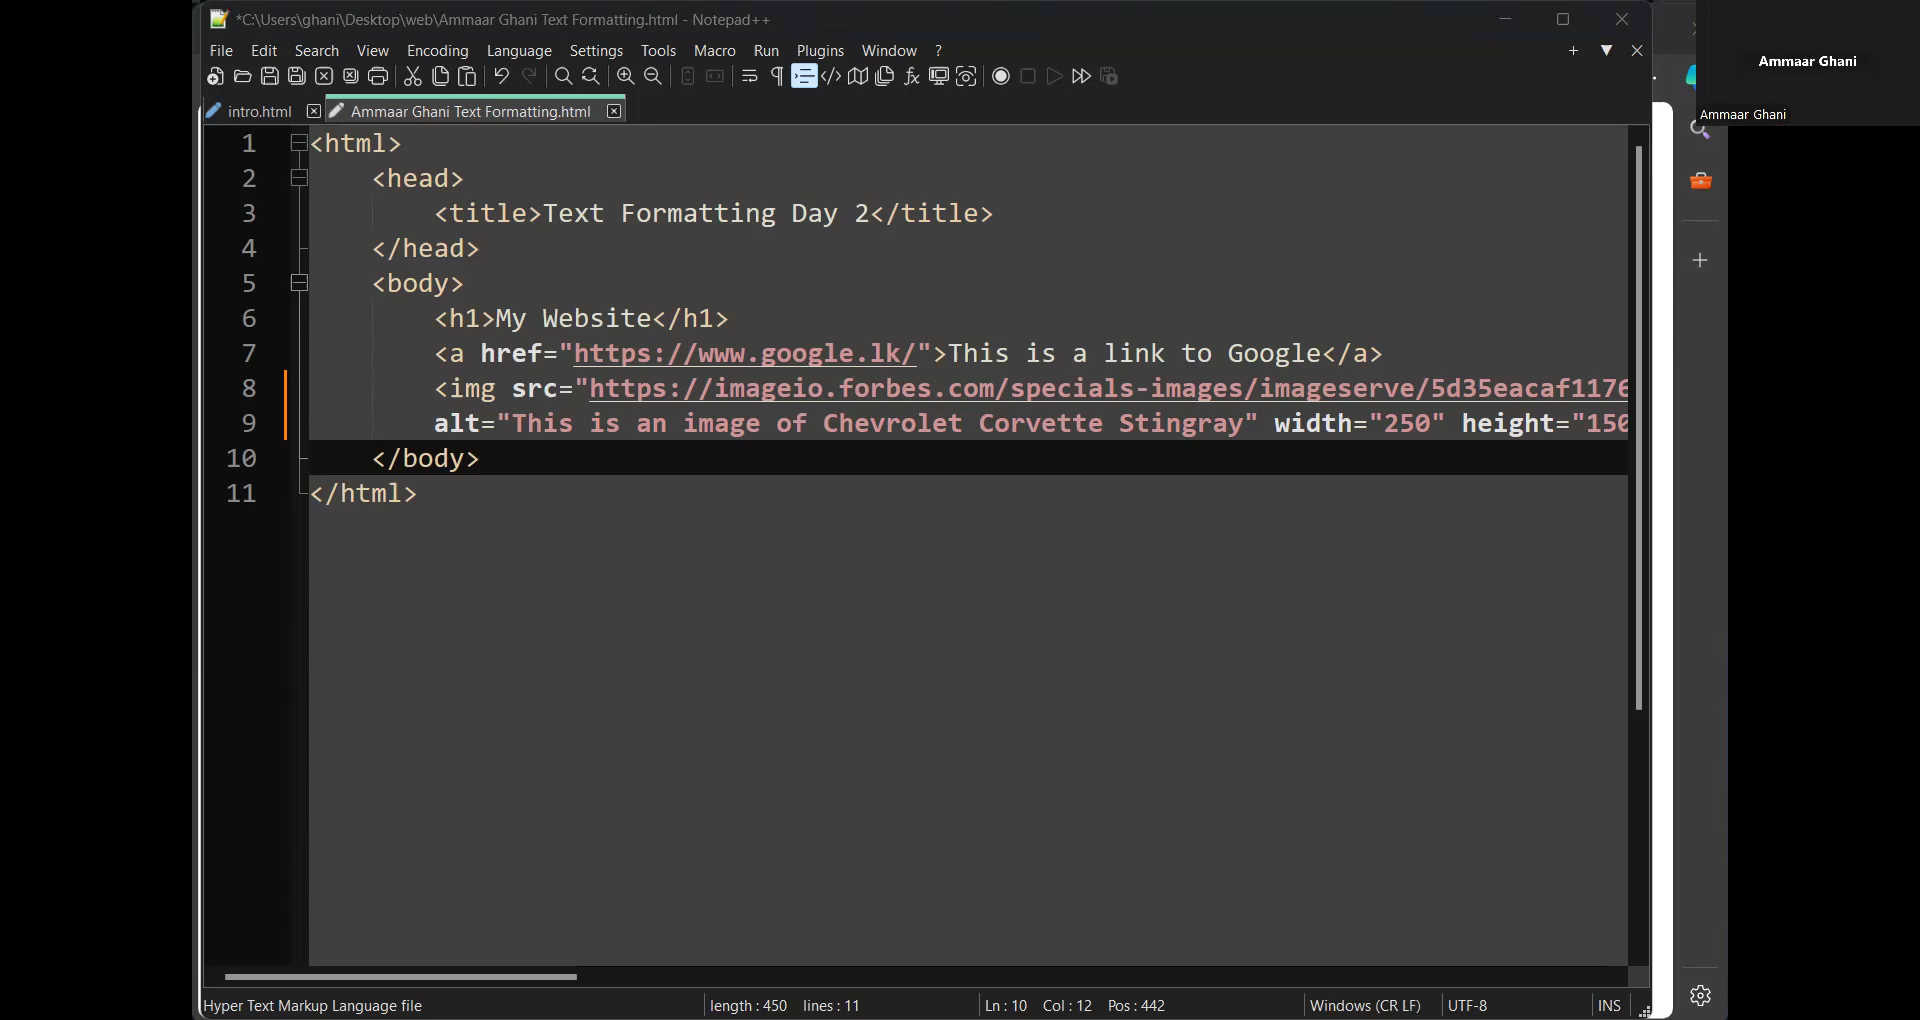 *C:\Users\ghani\Desktop\web\Ammaar Ghani Text Formatting.html - Notepad++
File Edit Search View Encoding Language Settings Tools Macro Run Plugins Window ?
intro.html Ammaar Ghani Text Formatting.html
1 <html>
2 <head>
3 <title>Text Formatting Day 2</title>
4 </head>
5 <body>
6 <h1>My Website</h1>
7 <a href="https://www.google.lk/">This is a link to Google</a>
8 <img src="https://imageio.forbes.com/specials-images/imageserve/5d35eacaf1176
9 alt="This is an image of Chevrolet Corvette Stingray" width="250" height="150
10 </body>
11 </html>
Hyper Text Markup Language file length : 450 lines : 11 Ln : 10 Col : 12 Pos : 442 Windows (CR LF) UTF-8 INS
Ammaar Ghani
Ammaar Ghani